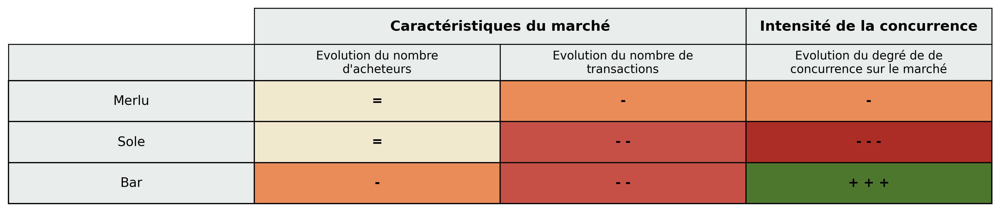 Caractéristiques du marché
Intensité de la concurrence
Evolution du nombre
d'acheteurs
Evolution du nombre de
transactions
Evolution du degré de de
concurrence sur le marché
Merlu
=
-
-
Sole
=
- -
- - -
Bar
-
- -
+ + +